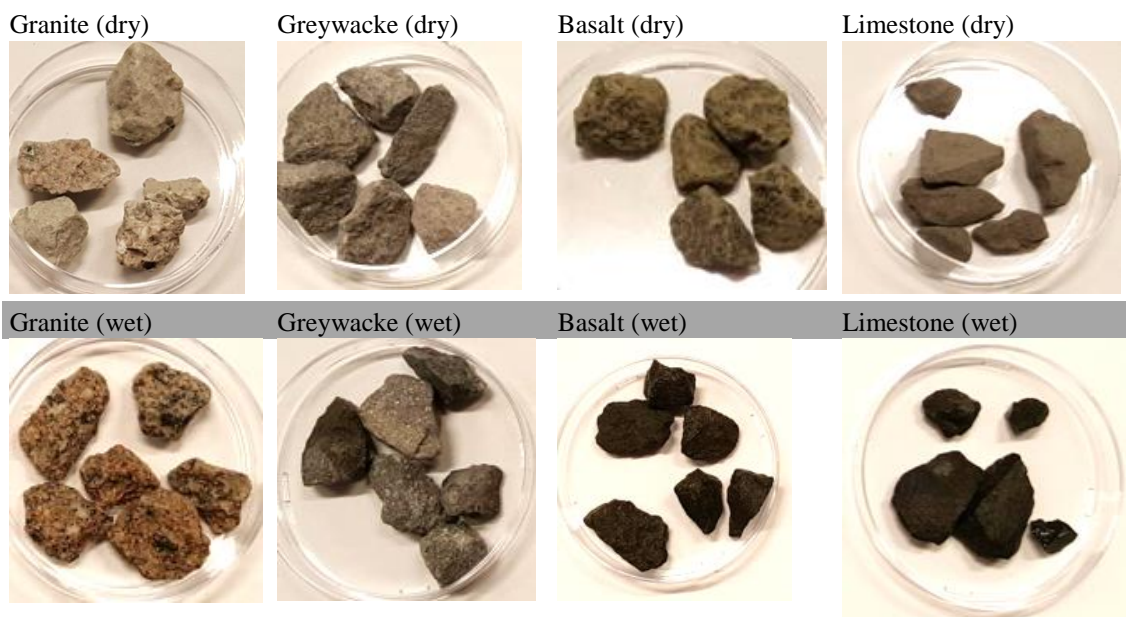 Granite (dry)
Greywacke (dry)
Basalt (dry)
Limestone (dry)
Granite (wet)
Greywacke (wet)
Basalt (wet)
Limestone (wet)